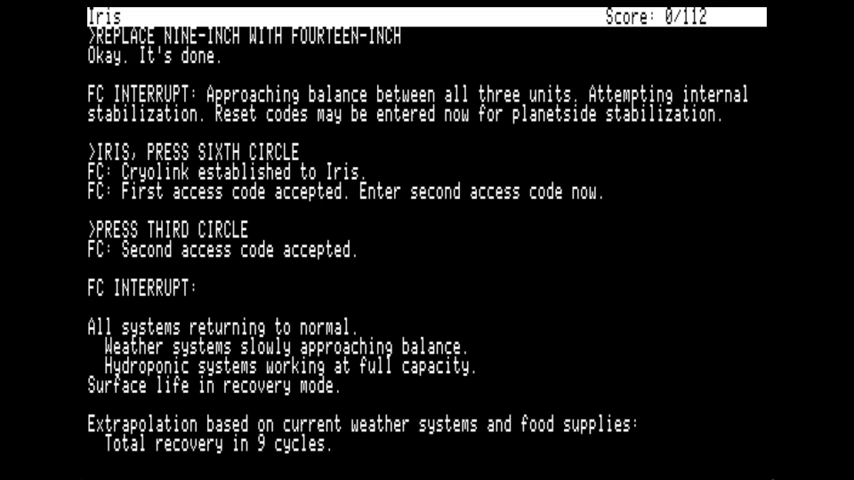 Iris Score: 0/112
>REPLACE NINE-INCH WITH FOURTEEN-INCH
Okay. It's done.
FC INTERRUPT: Approaching balance between all three units. Attempting internal
stabilization. Reset codes may be entered now for planetside stabilization.
>IRIS, PRESS SIXTH CIRCLE
FC: Cryolink established to Iris.
FC: First access code accepted. Enter second access code now.
>PRESS THIRD CIRCLE
FC: Second access code accepted.
FC INTERRUPT:
All systems returning to normal.
Weather systems slowly approaching balance.
Hydroponic systems working at full capacity.
Surface life in recovery mode.
Extrapolation based on current weather systems and food supplies:
Total recovery in 9 cycles.